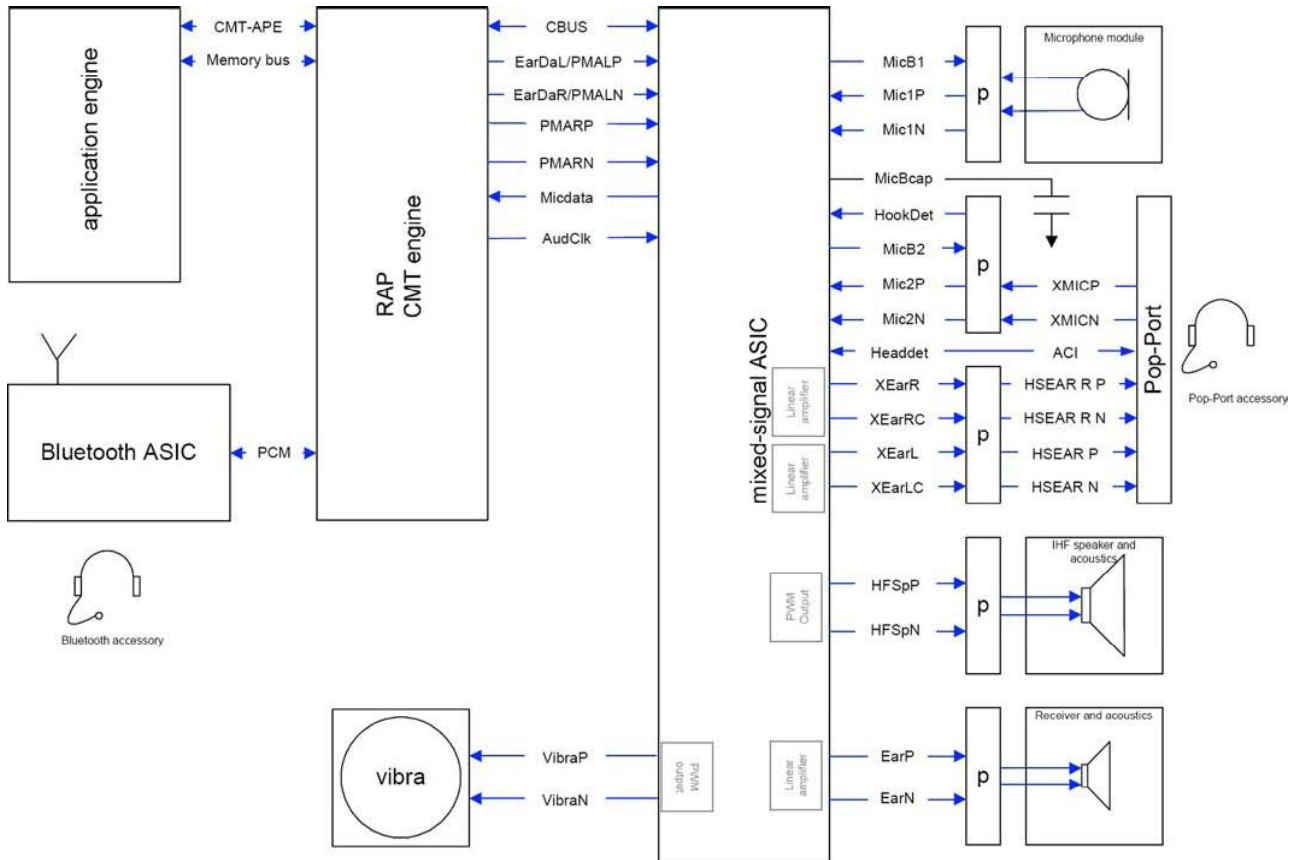 application engine
CMT-APE
Memory bus
RAP
CMT engine
CBUS
EarDaL/PMALP
EarDaR/PMALN
PMARP
PMARN
Micdata
AudClk
Bluetooth ASIC
PCM
Bluetooth accessory
vibra
VibraP
VibraN
PWM
output
mixed-signal ASIC
Linear
amplifier
Linear
amplifier
PWM
Output
Linear
amplifier
MicB1
Mic1P
Mic1N
p
Microphone module
MicBcap
HookDet
MicB2
Mic2P
Mic2N
p
XMICP
XMICN
Headdet
ACI
XEarR
XEarRC
XEarL
XEarLC
p
HSEAR R P
HSEAR R N
HSEAR P
HSEAR N
Pop-Port
Pop-Port accessory
HFSpP
HFSpN
p
IHF speaker and
acoustics
EarP
EarN
p
Receiver and acoustics